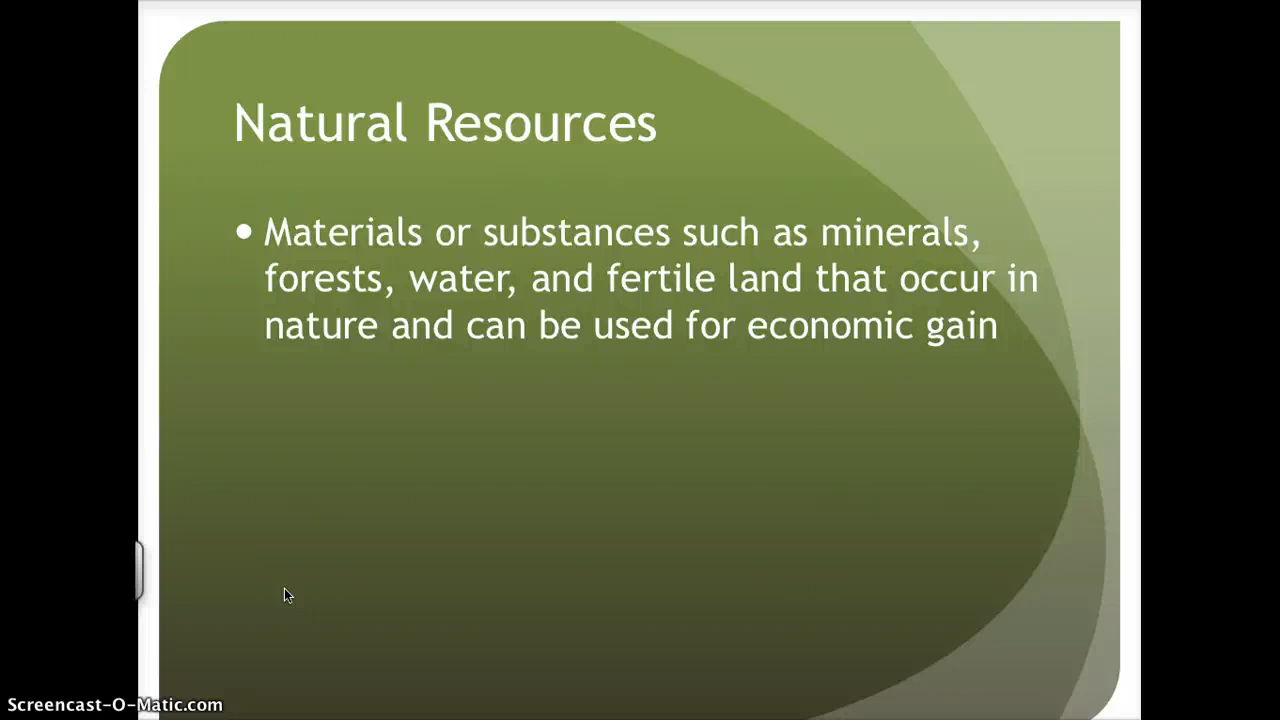 Natural Resources
• Materials or substances such as minerals,
forests, water, and fertile land that occur in
nature and can be used for economic gain
Screencast-O-Matic.com